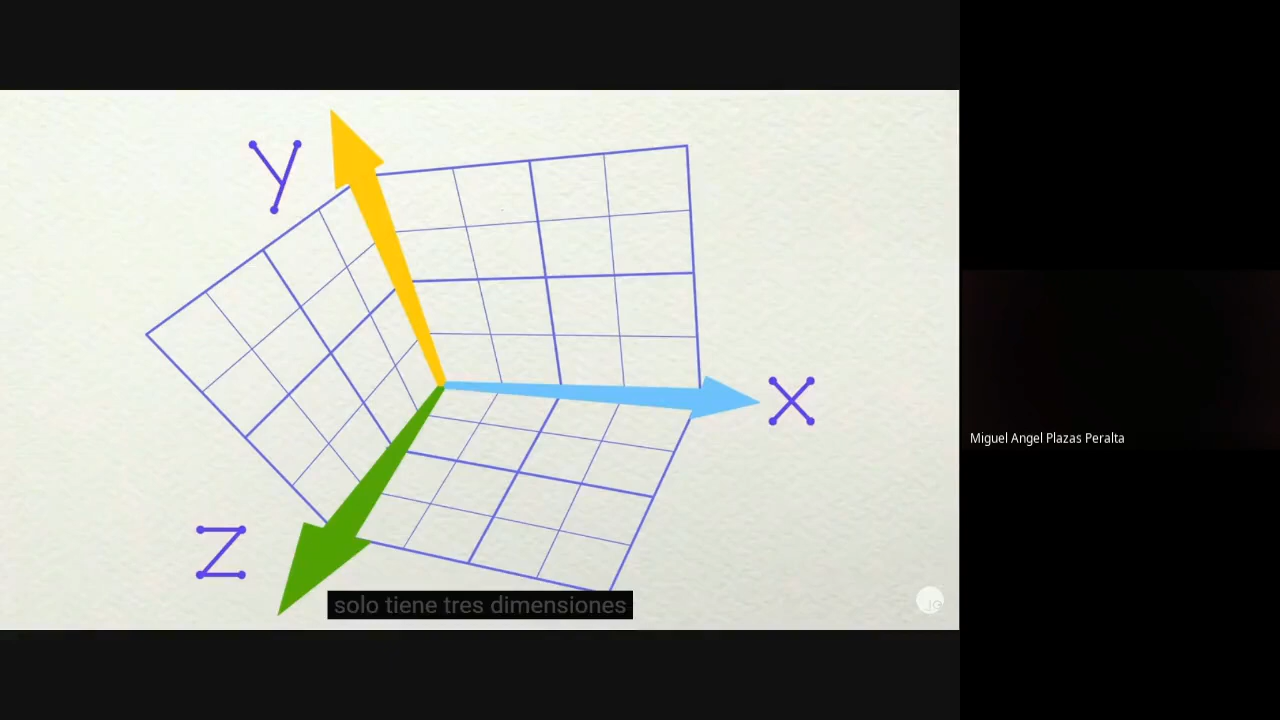 y
x
z
solo tiene tres dimensiones
Miguel Angel Plazas Peralta